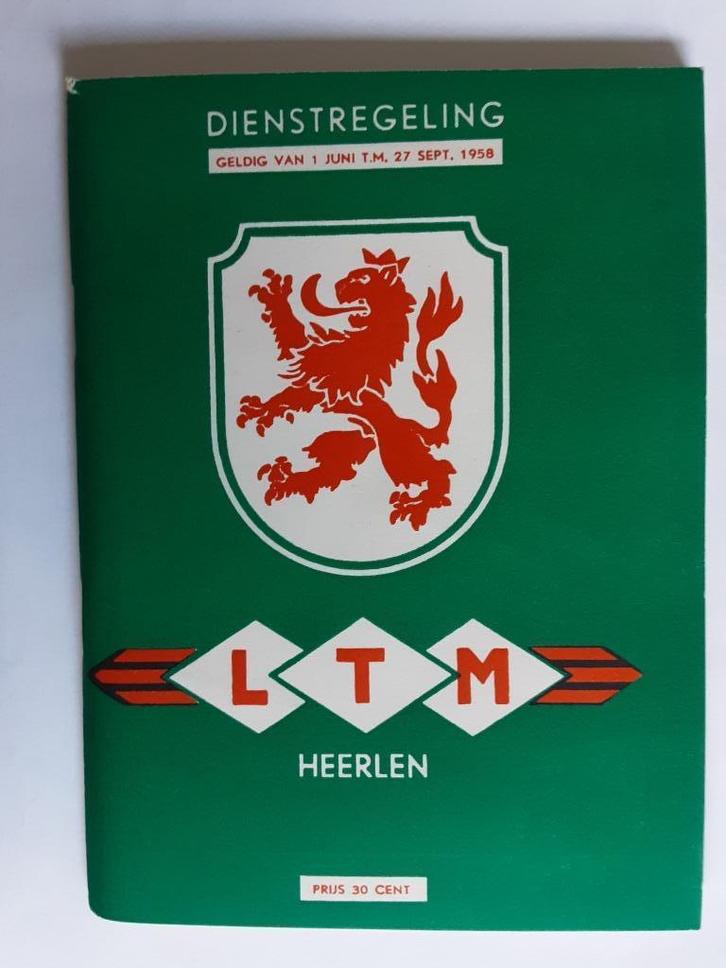 DIENSTREGELING
GELDIG VAN 1 JUNI T.M. 27 SEPT. 1958
L T M
HEERLEN
PRIJS 30 CENT